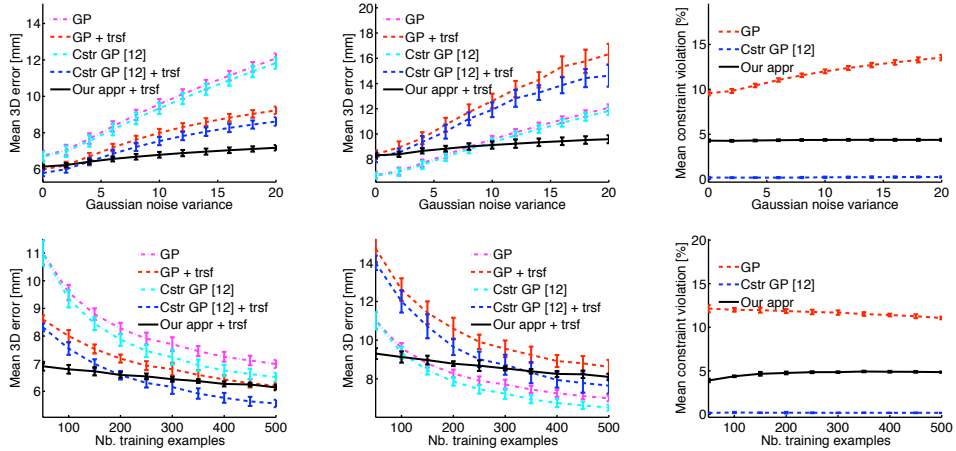 Mean 3D error [mm]
14
12
10
8
6
GP
GP + trsf
Cstr GP [12]
Cstr GP [12] + trsf
Our appr + trsf
0 5 10 15 20
Gaussian noise variance
Mean 3D error [mm]
20
18
16
14
12
10
8
GP
GP + trsf
Cstr GP [12]
Cstr GP [12] + trsf
Our appr + trsf
0 5 10 15 20
Gaussian noise variance
Mean constraint violation [%]
15
10
5
0
GP
Cstr GP [12]
Our appr
0 5 10 15 20
Gaussian noise variance
Mean 3D error [mm]
11
10
9
8
7
6
GP
GP + trsf
Cstr GP [12]
Cstr GP [12] + trsf
Our appr + trsf
100 200 300 400 500
Nb. training examples
Mean 3D error [mm]
14
12
10
8
GP
GP + trsf
Cstr GP [12]
Cstr GP [12] + trsf
Our appr + trsf
100 200 300 400 500
Nb. training examples
Mean constraint violation [%]
20
15
10
5
0
GP
Cstr GP [12]
Our appr
100 200 300 400 500
Nb. training examples